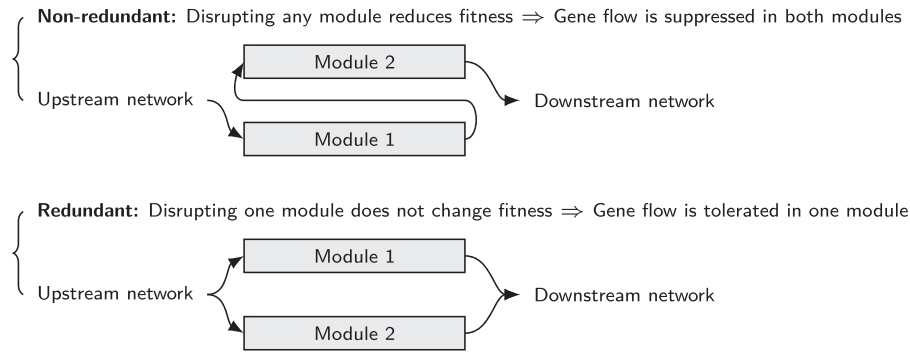 Non-redundant: Disrupting any module reduces fitness ⇒ Gene flow is suppressed in both modules
Module 2
Upstream network
Downstream network
Module 1
Redundant: Disrupting one module does not change fitness ⇒ Gene flow is tolerated in one module
Module 1
Upstream network
Downstream network
Module 2